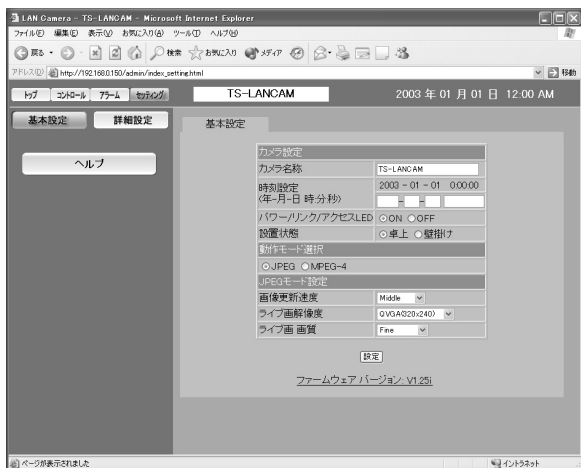 LAN Camera - TS-LANCAM - Microsoft Internet Explorer
ファイル(F) 編集(E) 表示(V) お気に入り(A) ツール(T) ヘルプ(H)
戻る 検索 お気に入り メディア
アドレス(D) http://192.168.0.150/admin/index_setting.html 移動
トップ コントロール アラーム セッティング TS-LANCAM 2003 年 01 月 01 日 12:00 AM
基本設定 詳細設定
ヘルプ
基本設定
カメラ設定
カメラ名称 TS-LANCAM
時刻設定 2003 - 01 - 01 0:00:00
(年-月-日 時:分:秒) - -
パワー/リンク/アクセスLED ON OFF
設置状態 卓上 壁掛け
動作モード選択
JPEG MPEG-4
JPEGモード設定
画像更新速度 Middle
ライブ画解像度 QVGA(320x240)
ライブ画 画質 Fine
設定
ファームウェア バージョン: V1.25i
ページが表示されました イントラネット